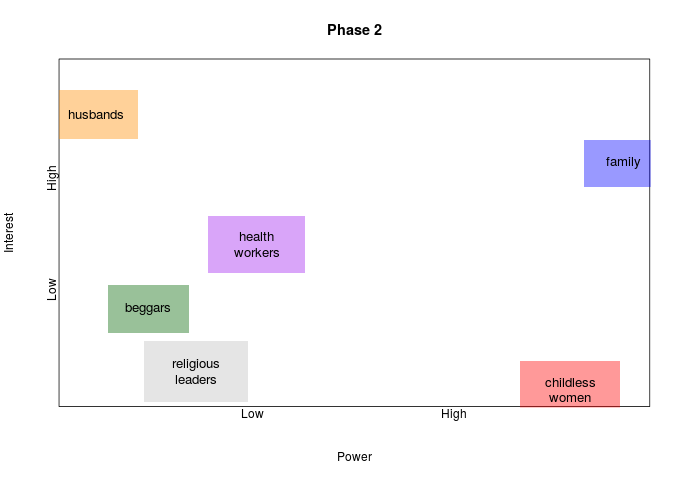 Phase 2
husbands
family
High
Interest
health
workers
Low
beggars
religious
leaders
childless
women
Low
High
Power